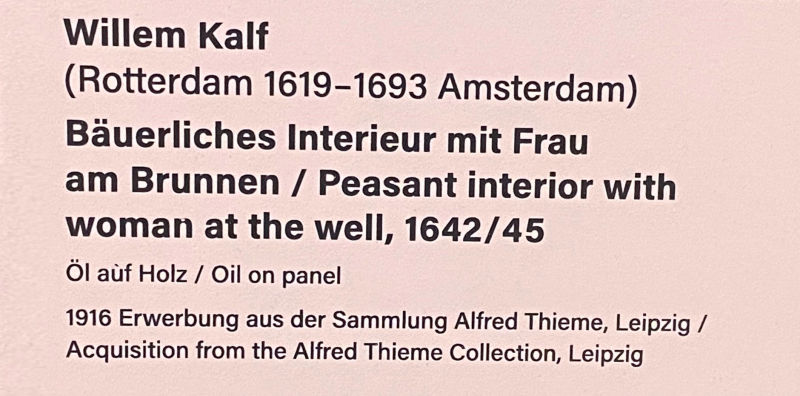 Willem Kalf
(Rotterdam 1619–1693 Amsterdam)
Bäuerliches Interieur mit Frau
am Brunnen / Peasant interior with
woman at the well, 1642/45
Öl aùf Holz / Oil on panel
1916 Erwerbung aus der Sammlung Alfred Thieme, Leipzig /
Acquisition from the Alfred Thieme Collection, Leipzig